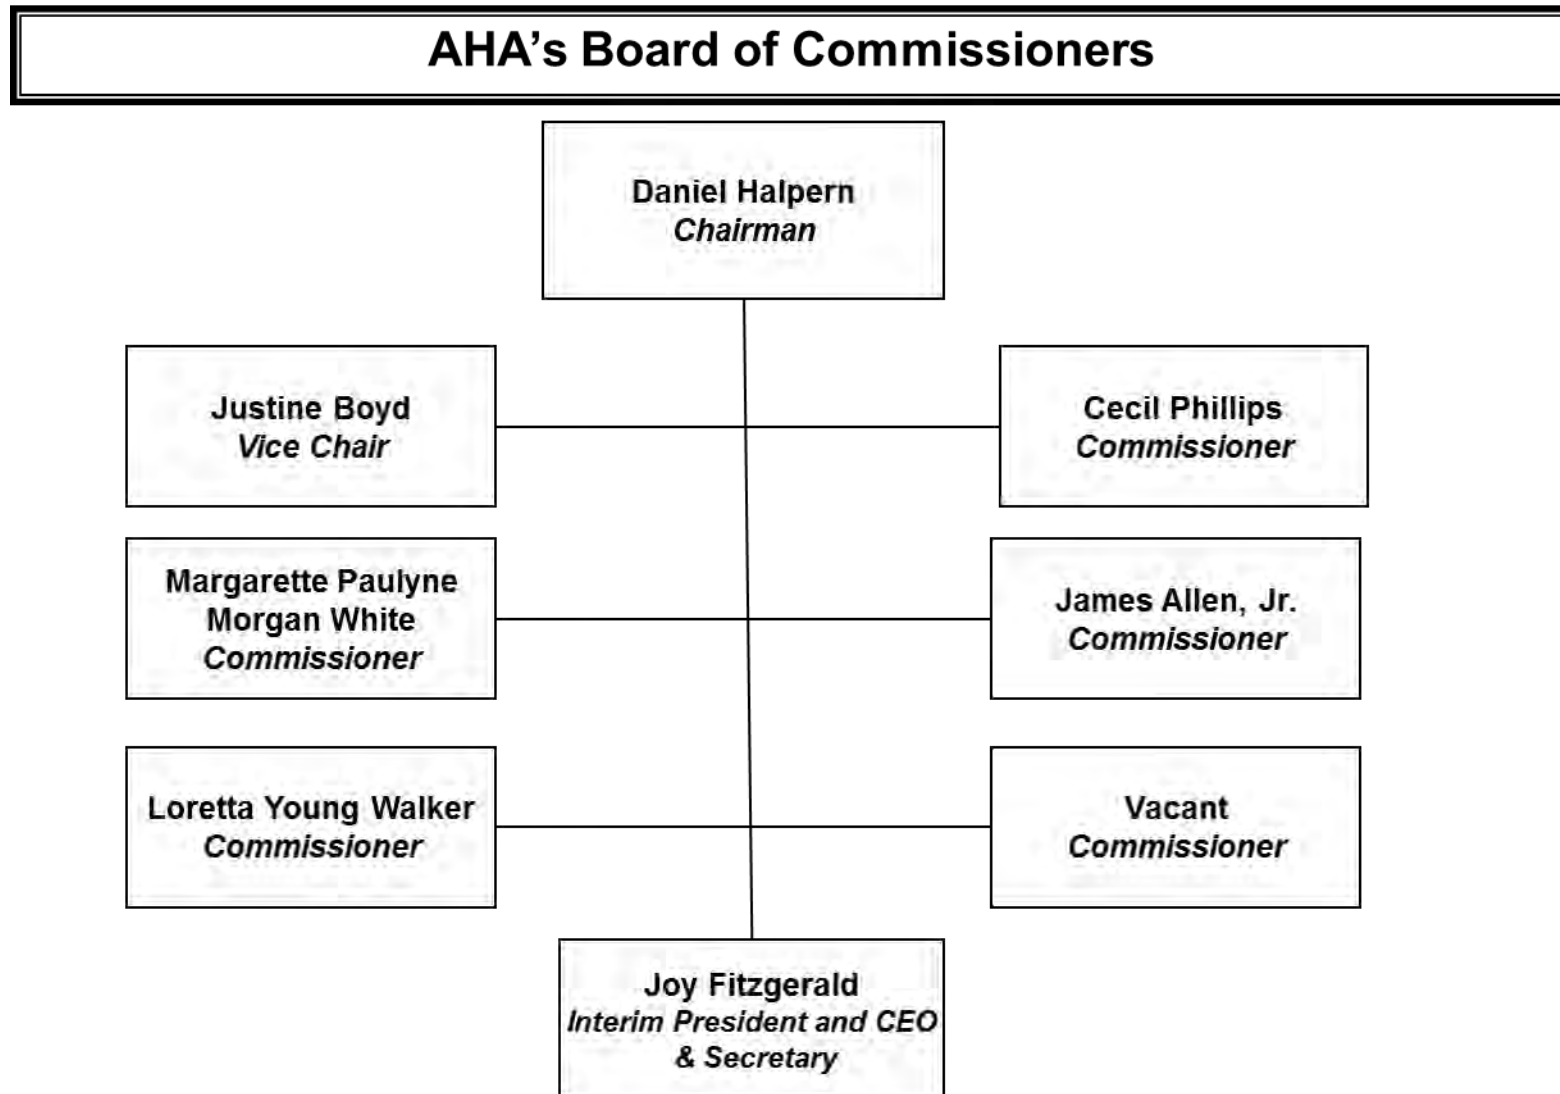 AHA's Board of Commissioners
Daniel Halpern
Chairman
Justine Boyd
Vice Chair
Cecil Phillips
Commissioner
Margarette Paulyne
Morgan White
Commissioner
James Allen, Jr.
Commissioner
Loretta Young Walker
Commissioner
Vacant
Commissioner
Joy Fitzgerald
Interim President and CEO
& Secretary